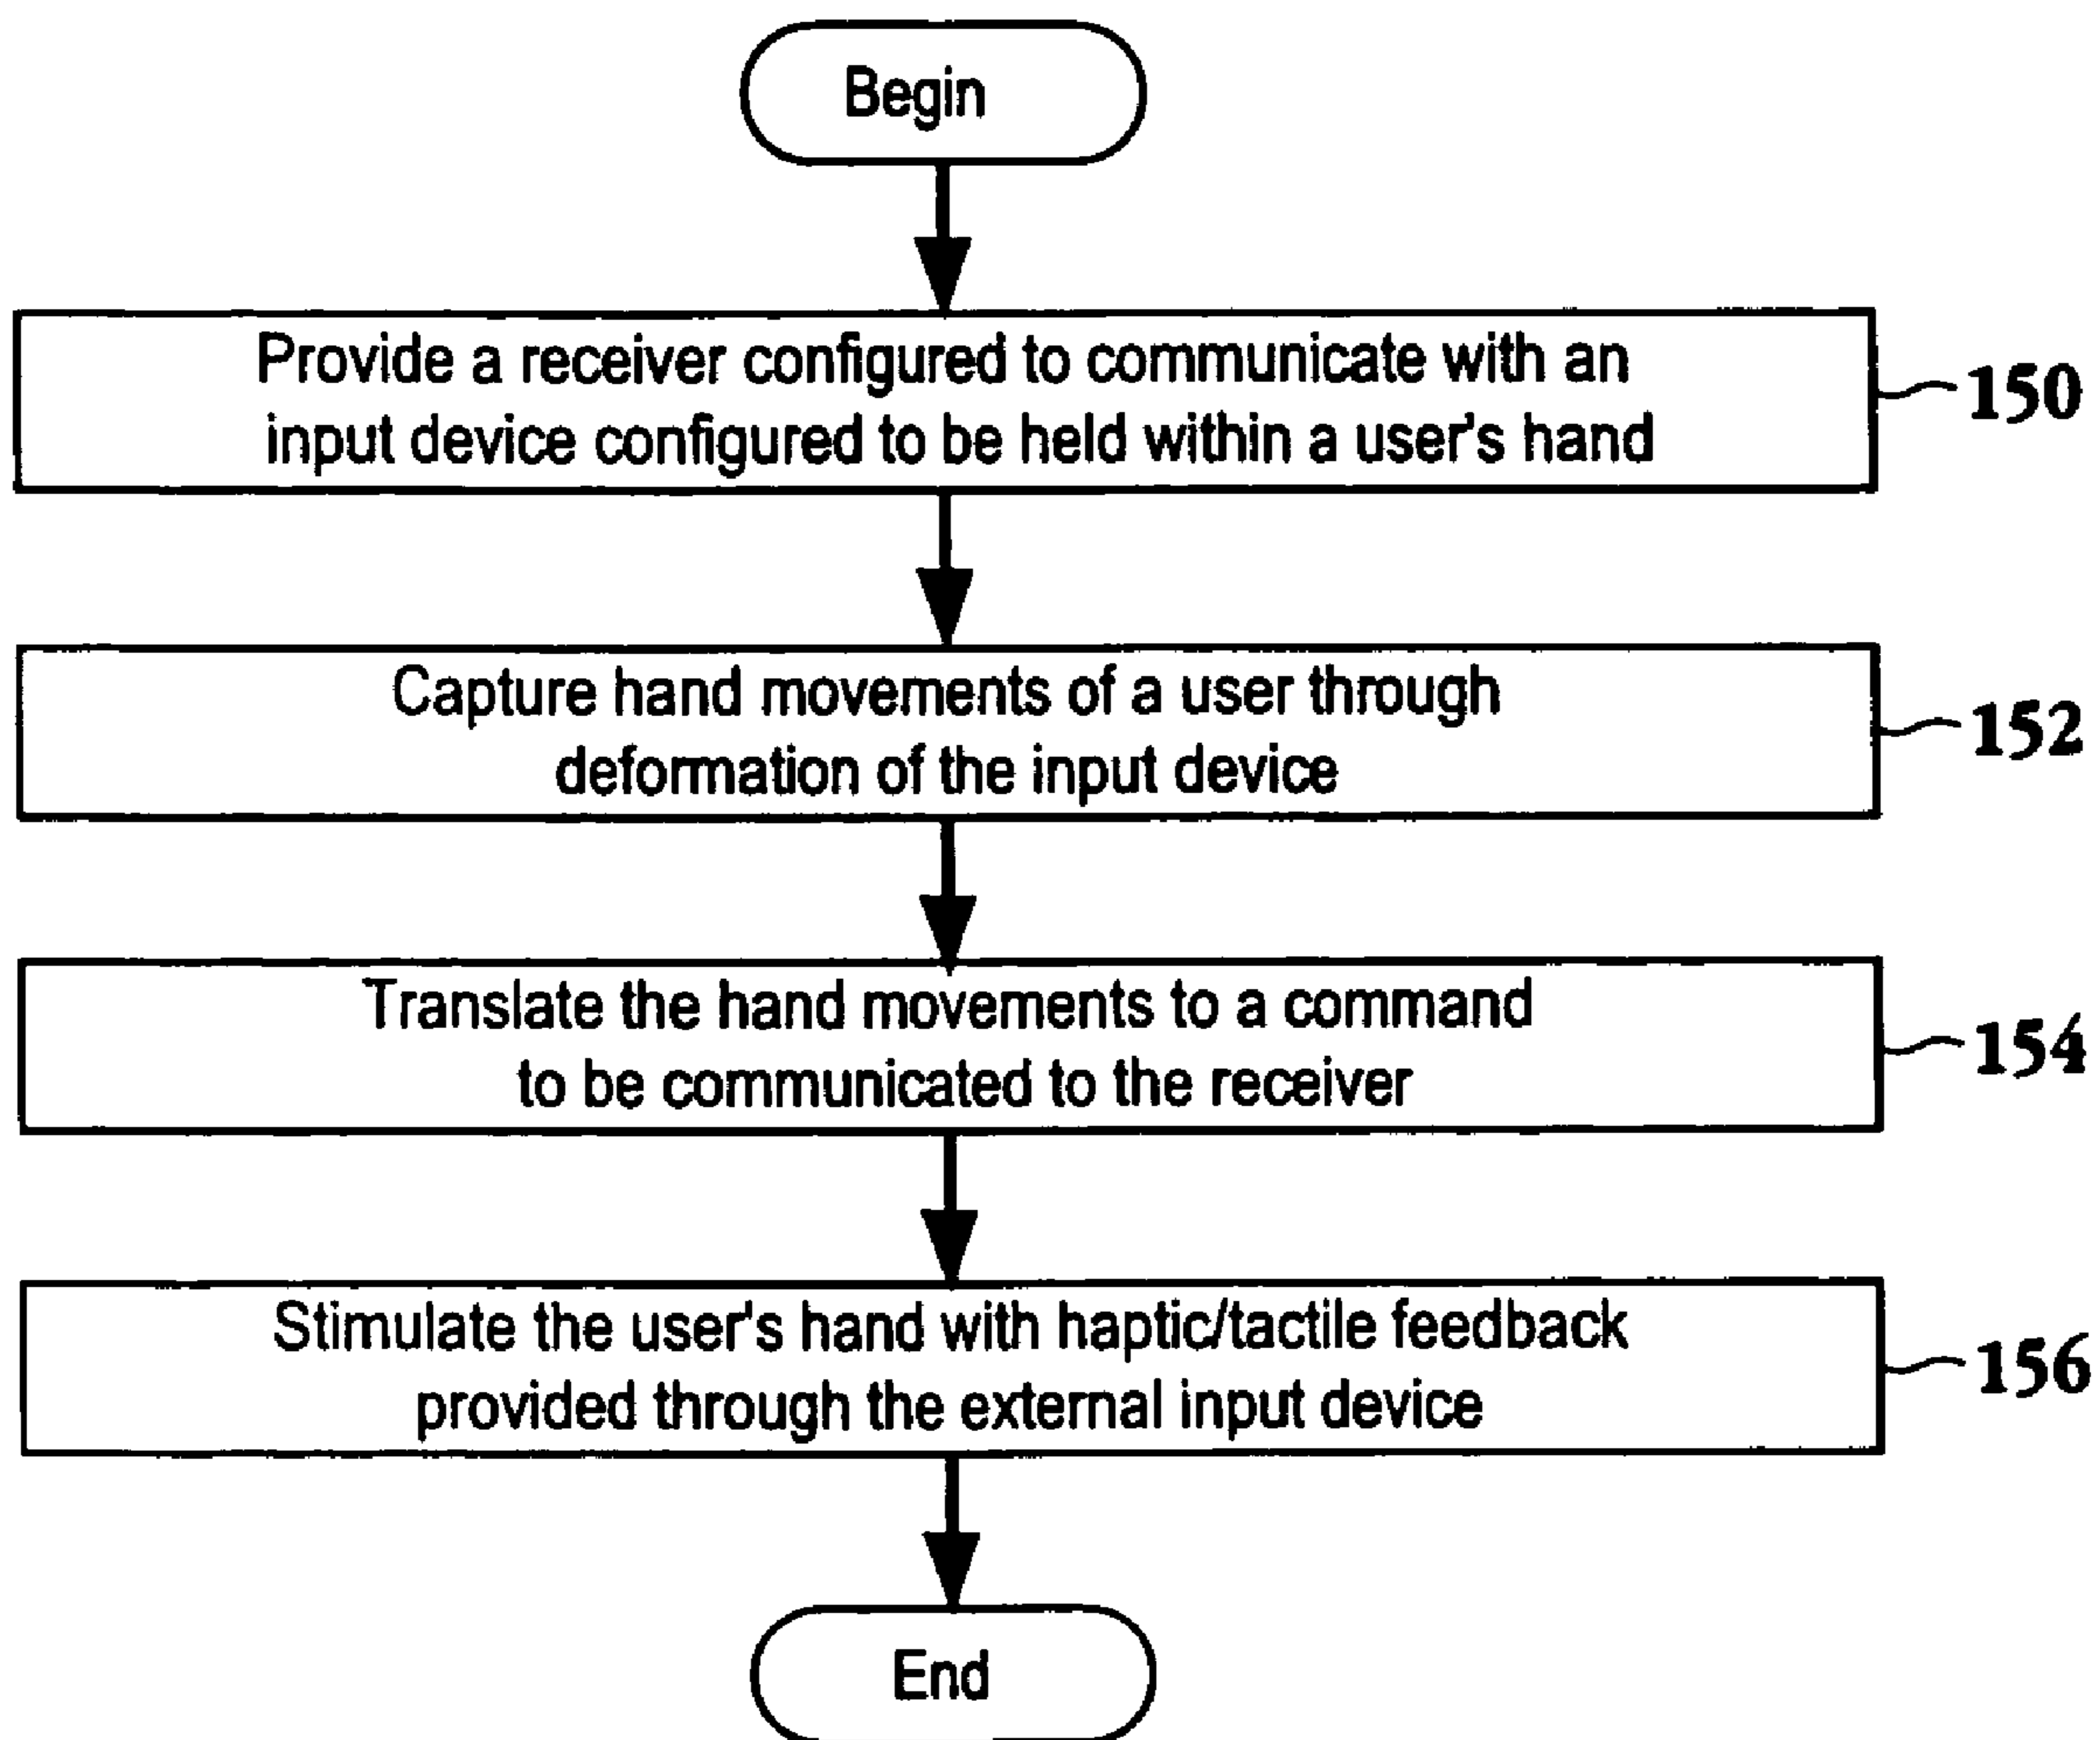 Begin
Provide a receiver configured to communicate with an
input device configured to be held within a user's hand
150
Capture hand movements of a user through
deformation of the input device
152
Translate the hand movements to a command
to be communicated to the receiver
154
Stimulate the user's hand with haptic/tactile feedback
provided through the external input device
156
End